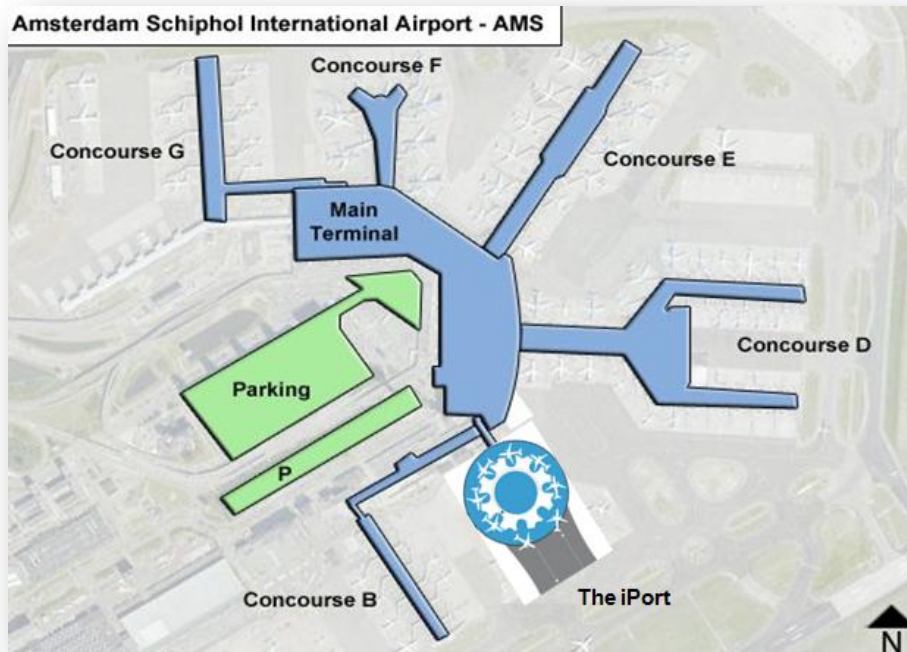 Amsterdam Schiphol International Airport - AMS
Concourse F
Concourse G
Concourse E
Main
Terminal
Concourse D
Parking
P
Concourse B
The iPort
N